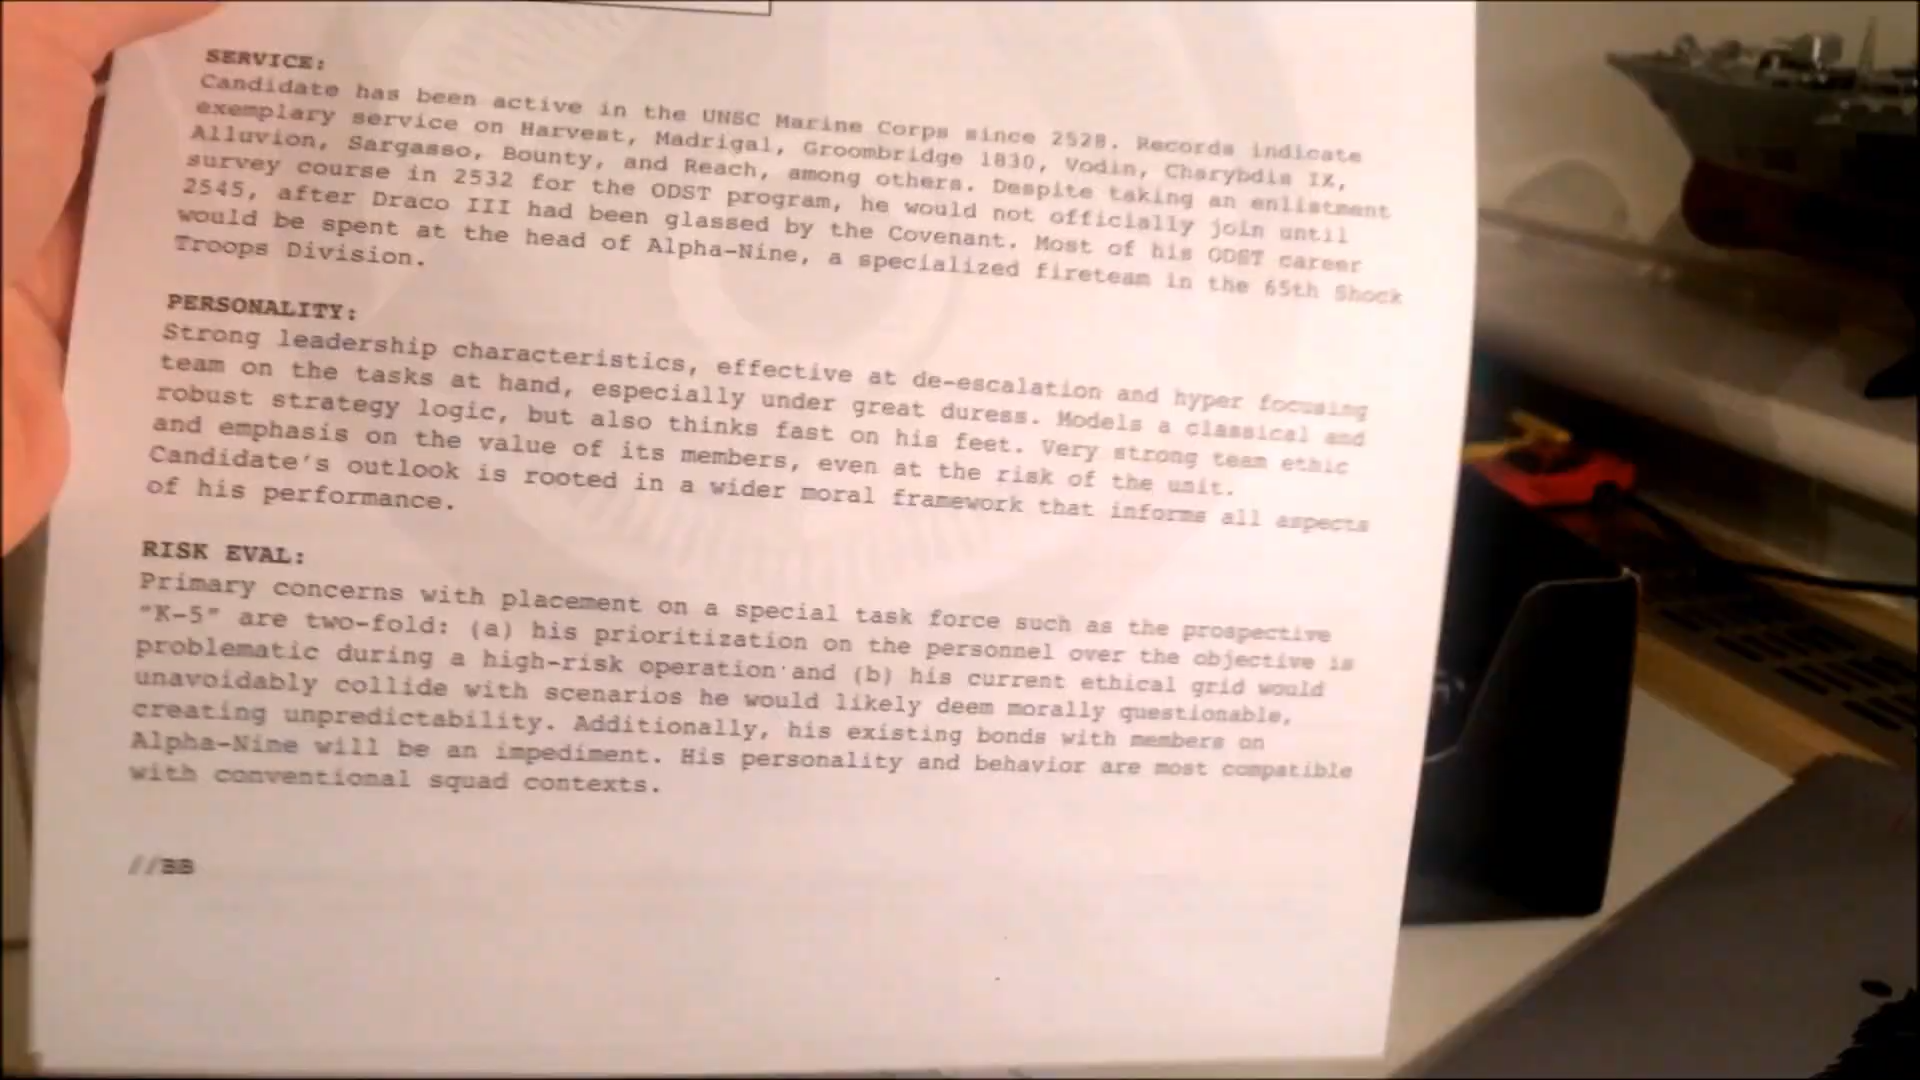 SERVICE:
Candidate has been active in the UNSC Marine Corps since 2528. Records indicate
exemplary service on Harvest, Madrigal, Groombridge 1830, Vodin, Charybdis IX,
Alluvion, Sargasso, Bounty, and Reach, among others. Despite taking an enlistment
survey course in 2532 for the ODST program, he would not officially join until
2545, after Draco III had been glassed by the Covenant. Most of his ODST career
would be spent at the head of Alpha-Nine, a specialized fireteam in the 65th Shock
Troops Division.
PERSONALITY:
Strong leadership characteristics, effective at de-escalation and hyper focusing
team on the tasks at hand, especially under great duress. Models a classical and
robust strategy logic, but also thinks fast on his feet. Very strong team ethic
and emphasis on the value of its members, even at the risk of the unit.
Candidate's outlook is rooted in a wider moral framework that informs all aspects
of his performance.
RISK EVAL:
Primary concerns with placement on a special task force such as the prospective
"K-5" are two-fold: (a) his prioritization on the personnel over the objective is
problematic during a high-risk operation and (b) his current ethical grid would
unavoidably collide with scenarios he would likely deem morally questionable,
creating unpredictability. Additionally, his existing bonds with members on
Alpha-Nine will be an impediment. His personality and behavior are most compatible
with conventional squad contexts.
//BB